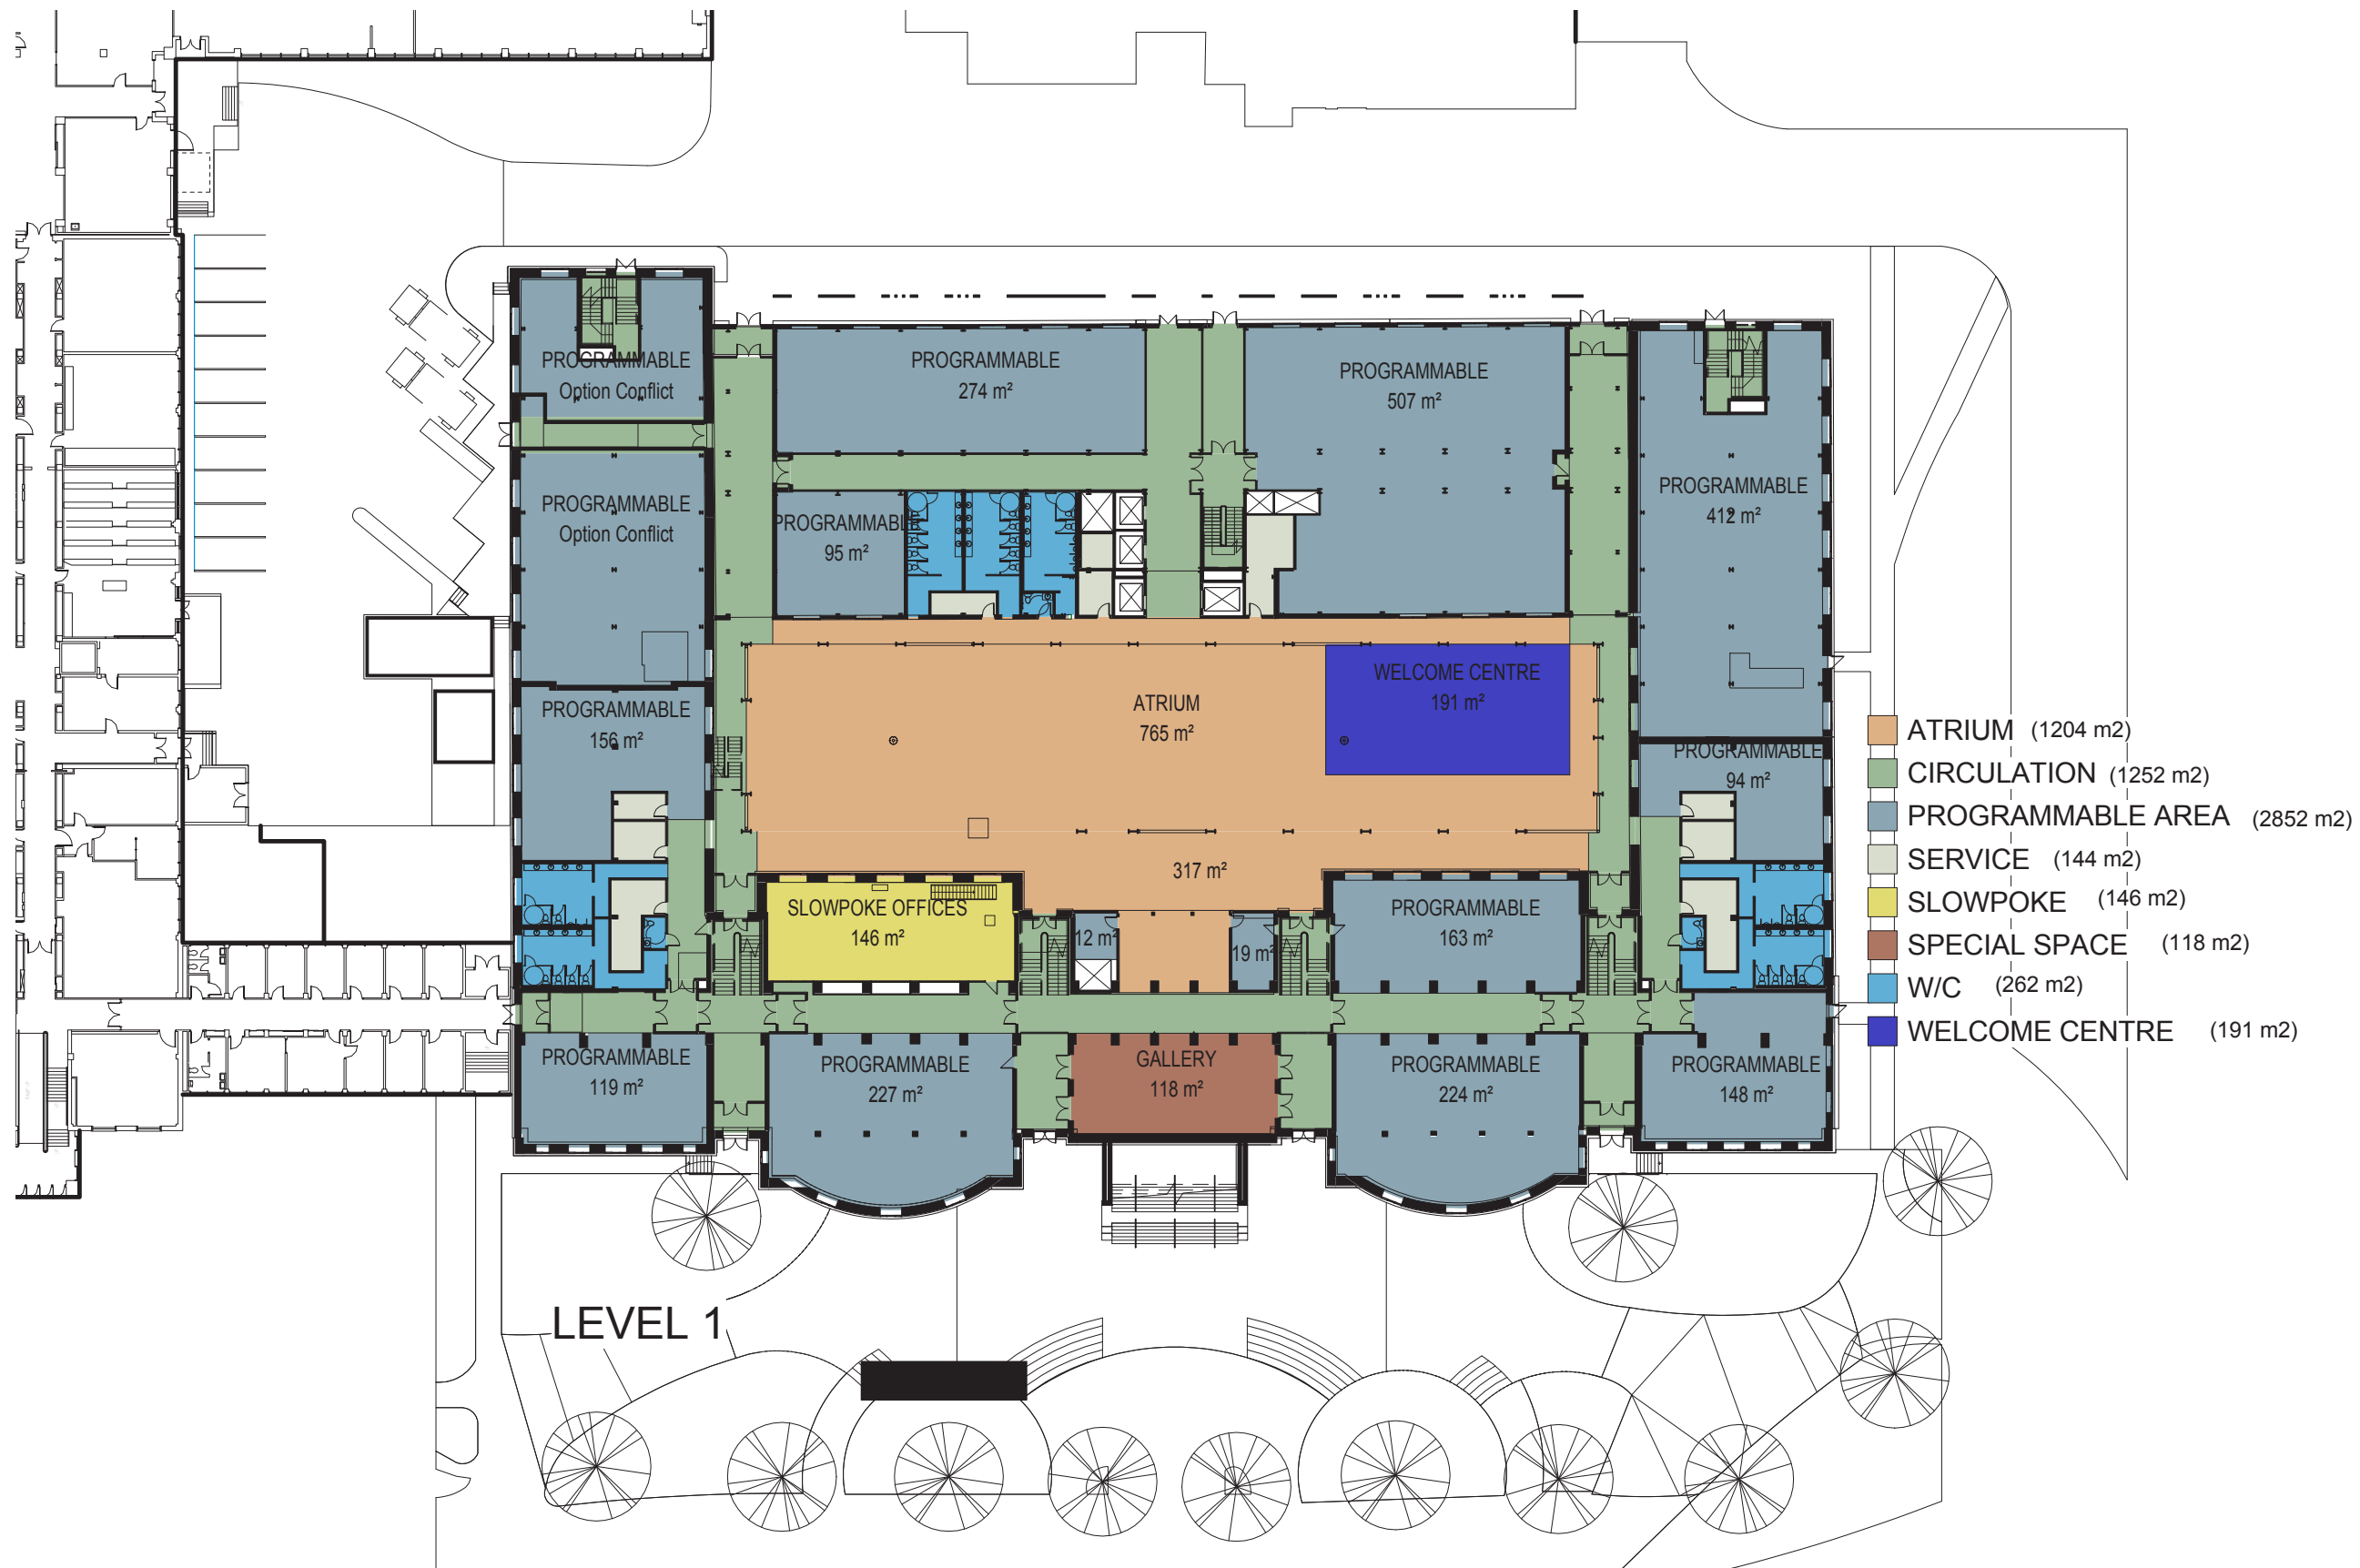 PROGRAMMABLE
Option Conflict
PROGRAMMABLE
274 m²
PROGRAMMABLE
507 m²
PROGRAMMABLE
Option Conflict
PROGRAMMABLE
95 m²
PROGRAMMABLE
412 m²
PROGRAMMABLE
156 m²
ATRIUM
765 m²
WELCOME CENTRE
191 m²
PROGRAMMABLE
94 m²
317 m²
SLOWPOKE OFFICES
146 m²
12 m²
19 m²
PROGRAMMABLE
163 m²
PROGRAMMABLE
119 m²
PROGRAMMABLE
227 m²
GALLERY
118 m²
PROGRAMMABLE
224 m²
PROGRAMMABLE
148 m²
ATRIUM (1204 m2)
CIRCULATION (1252 m2)
PROGRAMMABLE AREA (2852 m2)
SERVICE (144 m2)
SLOWPOKE (146 m2)
SPECIAL SPACE (118 m2)
W/C (262 m2)
WELCOME CENTRE (191 m2)
LEVEL 1